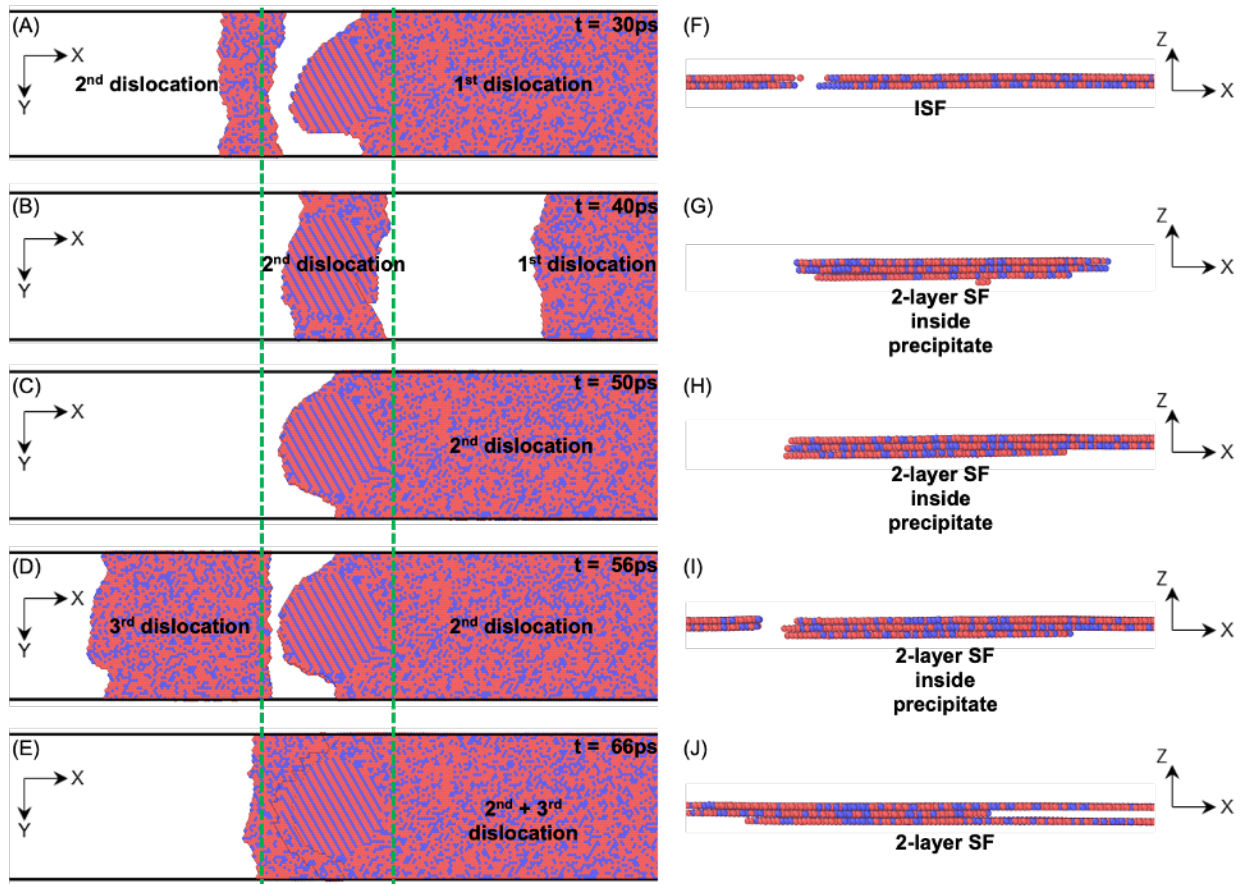 (A)
t = 30ps
X
Y
2nd dislocation
1st dislocation
(F)
ISF
Z
X
(B)
t = 40ps
X
Y
2nd dislocation
1st dislocation
(G)
2-layer SF
inside
precipitate
Z
X
(C)
t = 50ps
X
Y
2nd dislocation
(H)
2-layer SF
inside
precipitate
Z
X
(D)
t = 56ps
X
Y
3rd dislocation
2nd dislocation
(I)
2-layer SF
inside
precipitate
Z
X
(E)
t = 66ps
X
Y
2nd + 3rd
dislocation
(J)
2-layer SF
Z
X